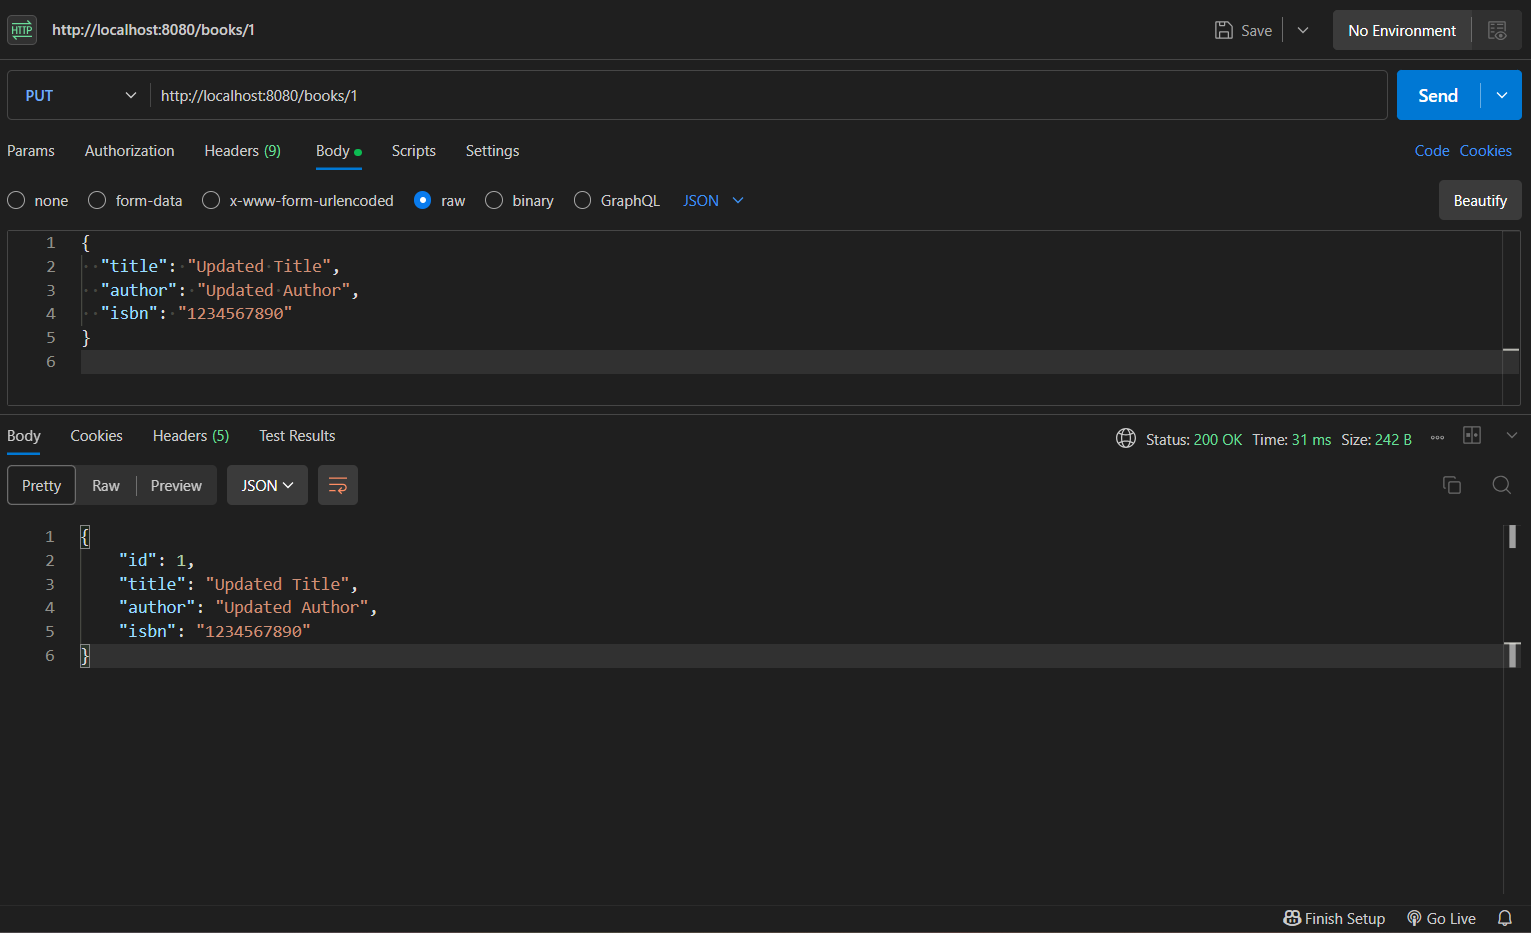 HTTP http://localhost:8080/books/1 Save No Environment
PUT http://localhost:8080/books/1 Send
Params Authorization Headers (9) Body Scripts Settings Code Cookies
none form-data x-www-form-urlencoded raw binary GraphQL JSON Beautify
1 {
2 "title": "Updated Title",
3 "author": "Updated Author",
4 "isbn": "1234567890"
5 }
6
Body Cookies Headers (5) Test Results Status: 200 OK Time: 31 ms Size: 242 B
Pretty Raw Preview JSON
1 {
2 "id": 1,
3 "title": "Updated Title",
4 "author": "Updated Author",
5 "isbn": "1234567890"
6 }
Finish Setup Go Live